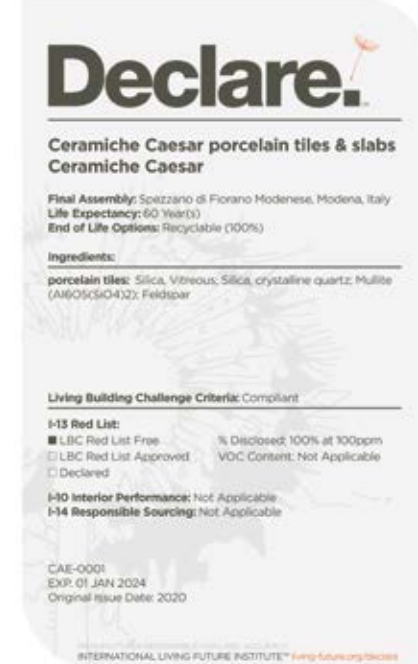 Declare.
Ceramiche Caesar porcelain tiles & slabs
Ceramiche Caesar
Final Assembly: Spezzano di Fiorano Modenese, Modena, Italy
Life Expectancy: 60 Year(s)
End of Life Options: Recyclable (100%)
Ingredients:
porcelain tiles: Silica, Vitreous; Silica, crystalline quartz; Mullite
(Al6O5(SiO4)2); Feldspar
Living Building Challenge Criteria: Compliant
I-13 Red List:
■ LBC Red List Free % Disclosed: 100% at 100ppm
□ LBC Red List Approved VOC Content: Not Applicable
□ Declared
I-10 Interior Performance: Not Applicable
I-14 Responsible Sourcing: Not Applicable
CAE-0001
EXP. 01 JAN 2024
Original Issue Date: 2020
INTERNATIONAL LIVING FUTURE INSTITUTE™ living-future.org/declare